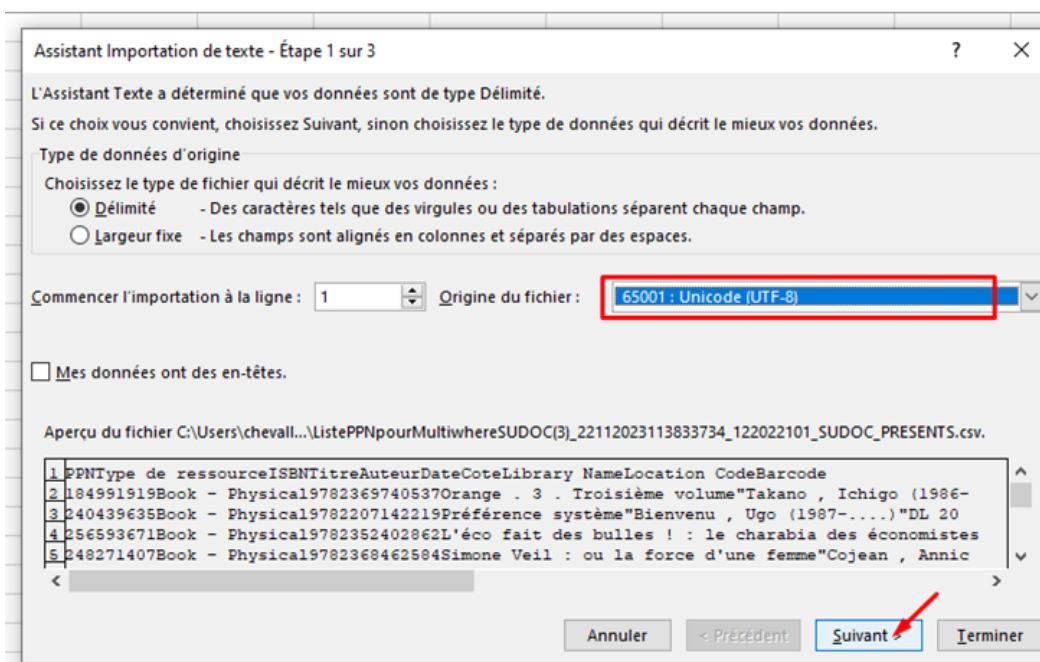 Assistant Importation de texte - Étape 1 sur 3 ? ×
L'Assistant Texte a déterminé que vos données sont de type Délimité.
Si ce choix vous convient, choisissez Suivant, sinon choisissez le type de données qui décrit le mieux vos données.
Type de données d'origine
Choisissez le type de fichier qui décrit le mieux vos données :
Délimité - Des caractères tels que des virgules ou des tabulations séparent chaque champ.
Largeur fixe - Les champs sont alignés en colonnes et séparés par des espaces.
Commencer l'importation à la ligne : 1 Origine du fichier : 65001 : Unicode (UTF-8)
Mes données ont des en-têtes.
Aperçu du fichier C:\Users\chevall...\ListePPNpourMultiwhereSUDOC(3)_22112023113833734_122022101_SUDOC_PRESENTS.csv.
1 PPNType de ressourceISBNTitreAuteurDateCoteLibrary NameLocation CodeBarcode
2 184991919Book - Physical9782369740537Orange . 3 . Troisième volume"Takano , Ichigo (1986-
3 240439635Book - Physical9782207142219Préférence système"Bienvenu , Ugo (1987-....)"DL 20
4 256593671Book - Physical9782352402862L'éco fait des bulles ! : le charabia des économistes
5 248271407Book - Physical9782368462584Simone Veil : ou la force d'une femme"Cojean , Annic
Annuler < Précédent Suivant > Terminer